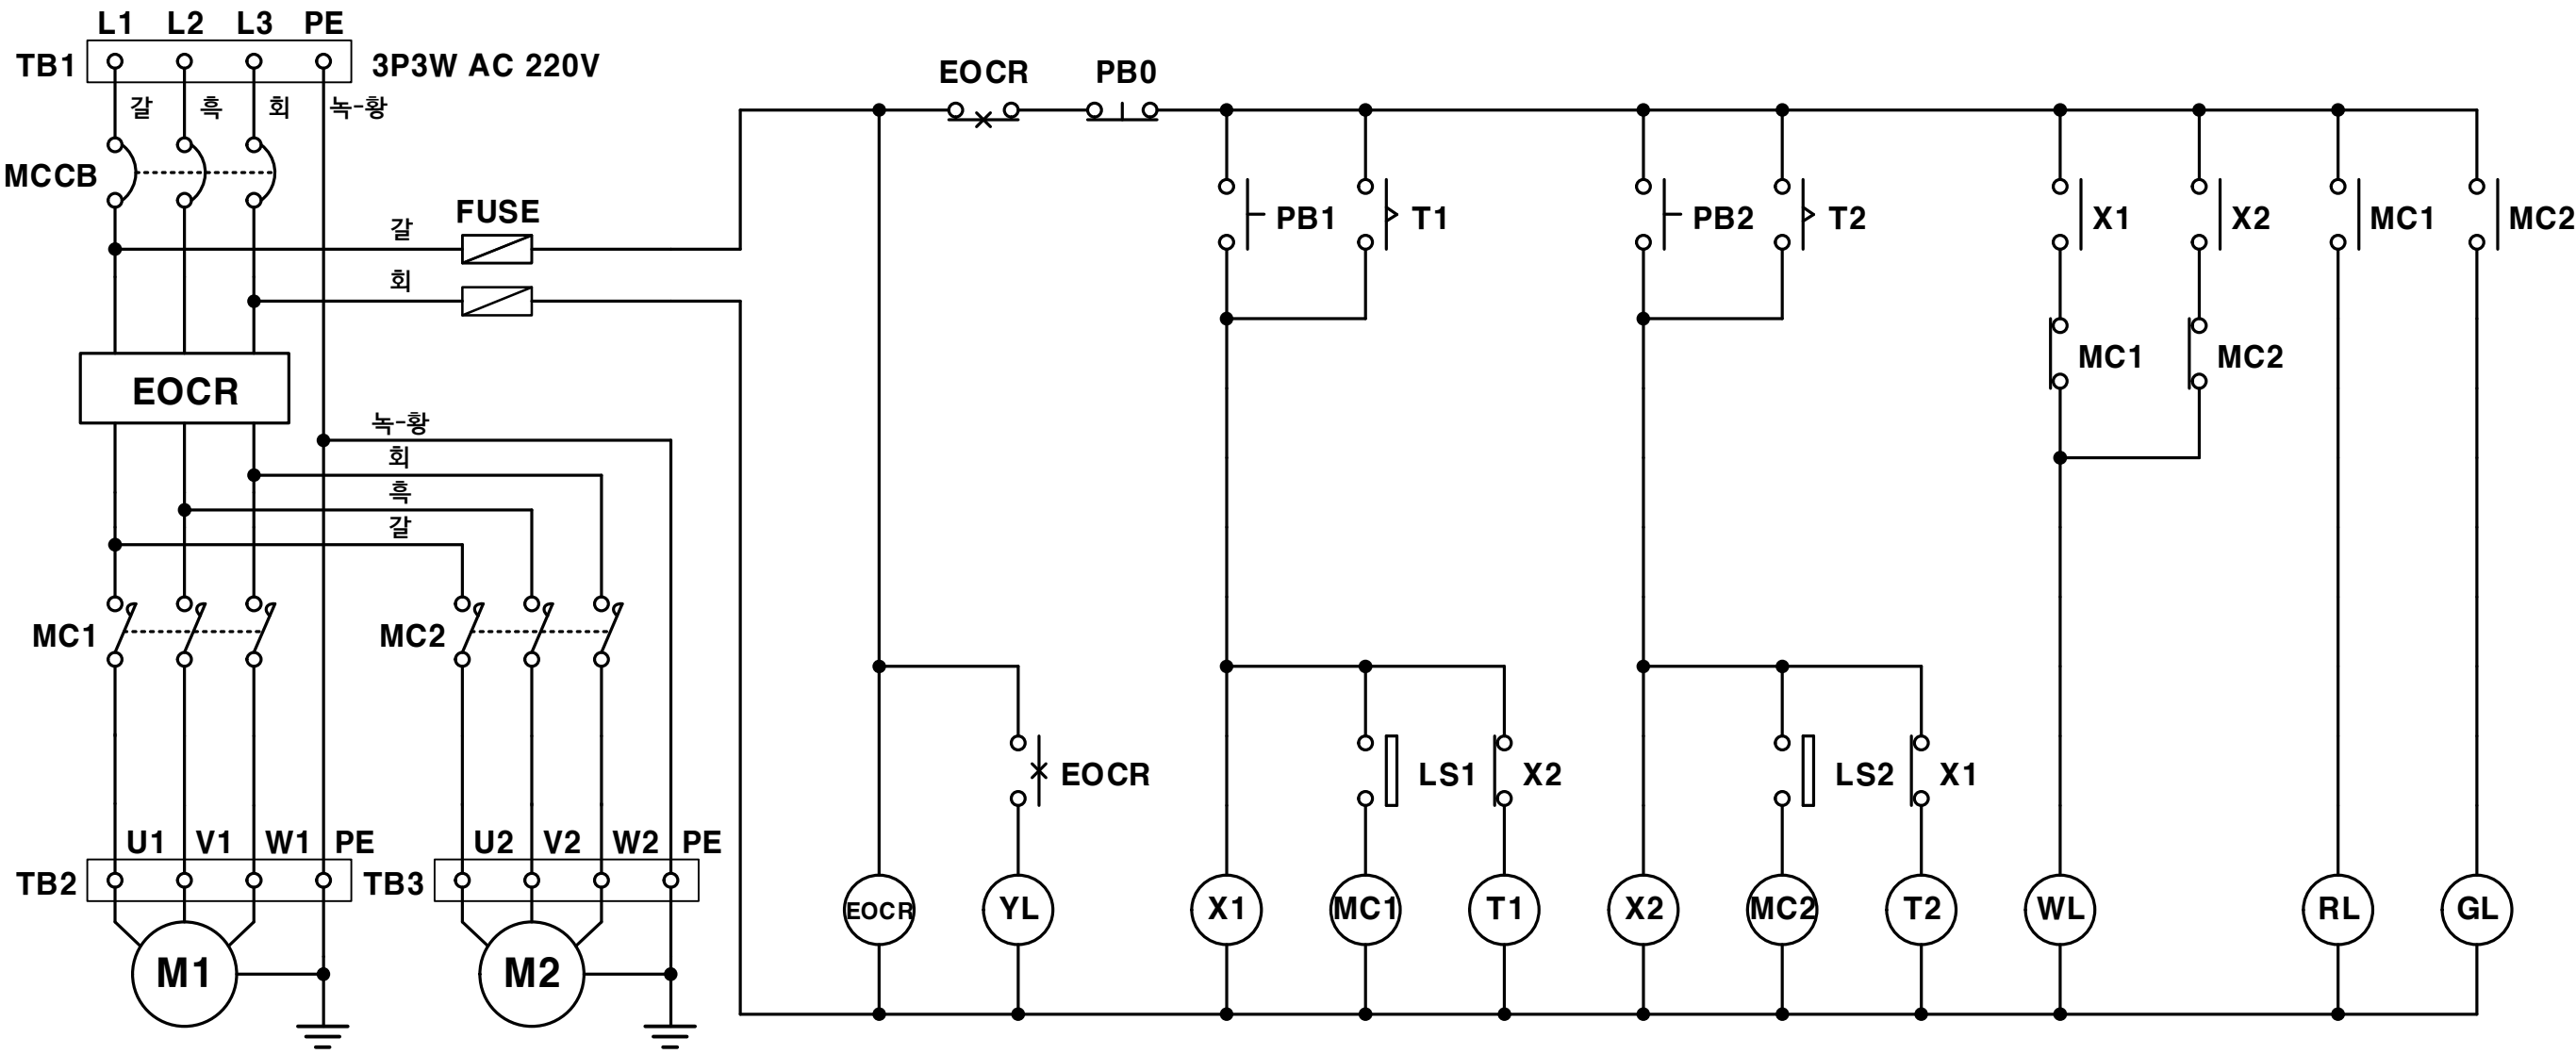 L1 L2 L3 PE
TB1 3P3W AC 220V
갈 흑 회 녹-황
MCCB
FUSE
갈
회
EOCR
녹-황
회
흑
갈
MC1 MC2
U1 V1 W1 PE U2 V2 W2 PE
TB2 TB3
M1 M2
EOCR PB0
PB1 T1 PB2 T2 X1 X2 MC1 MC2
MC1 MC2
EOCR LS1 X2 LS2 X1
EOCR YL X1 MC1 T1 X2 MC2 T2 WL RL GL